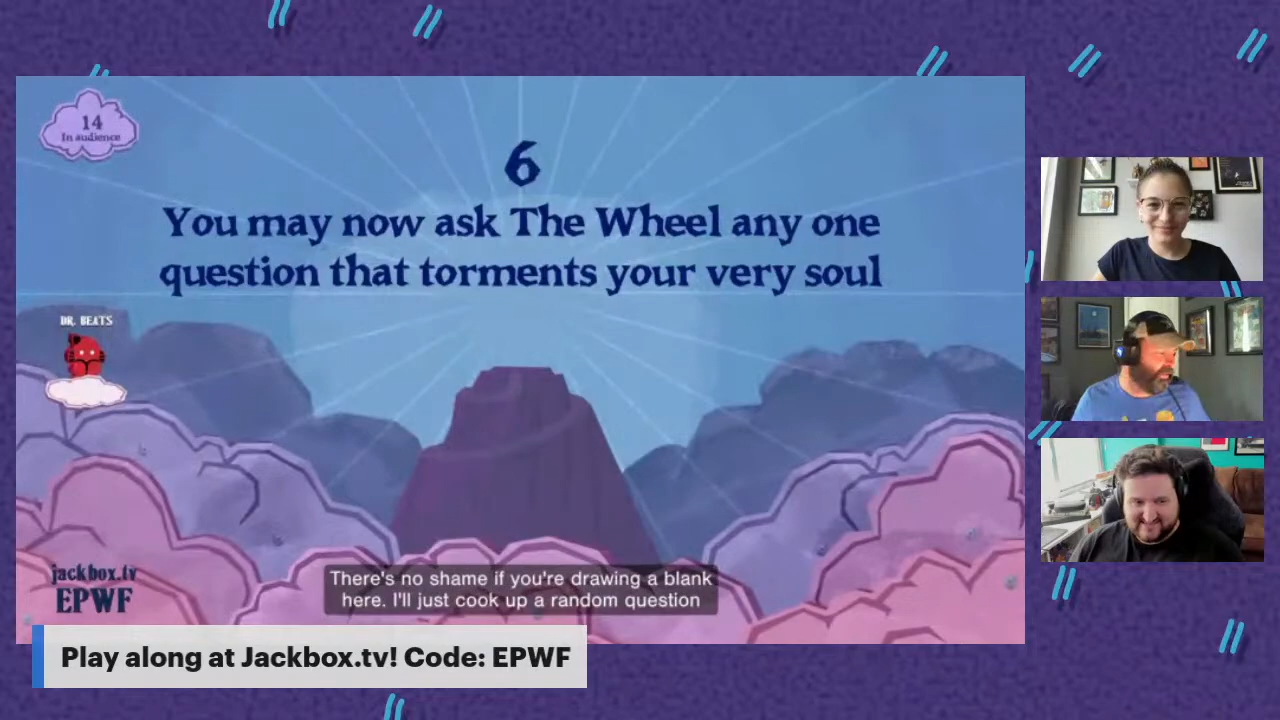 14
In audience
6
You may now ask The Wheel any one
question that torments your very soul
DR. BEATS
jackbox.tv
EPWF
There's no shame if you're drawing a blank
here. I'll just cook up a random question
Play along at Jackbox.tv! Code: EPWF